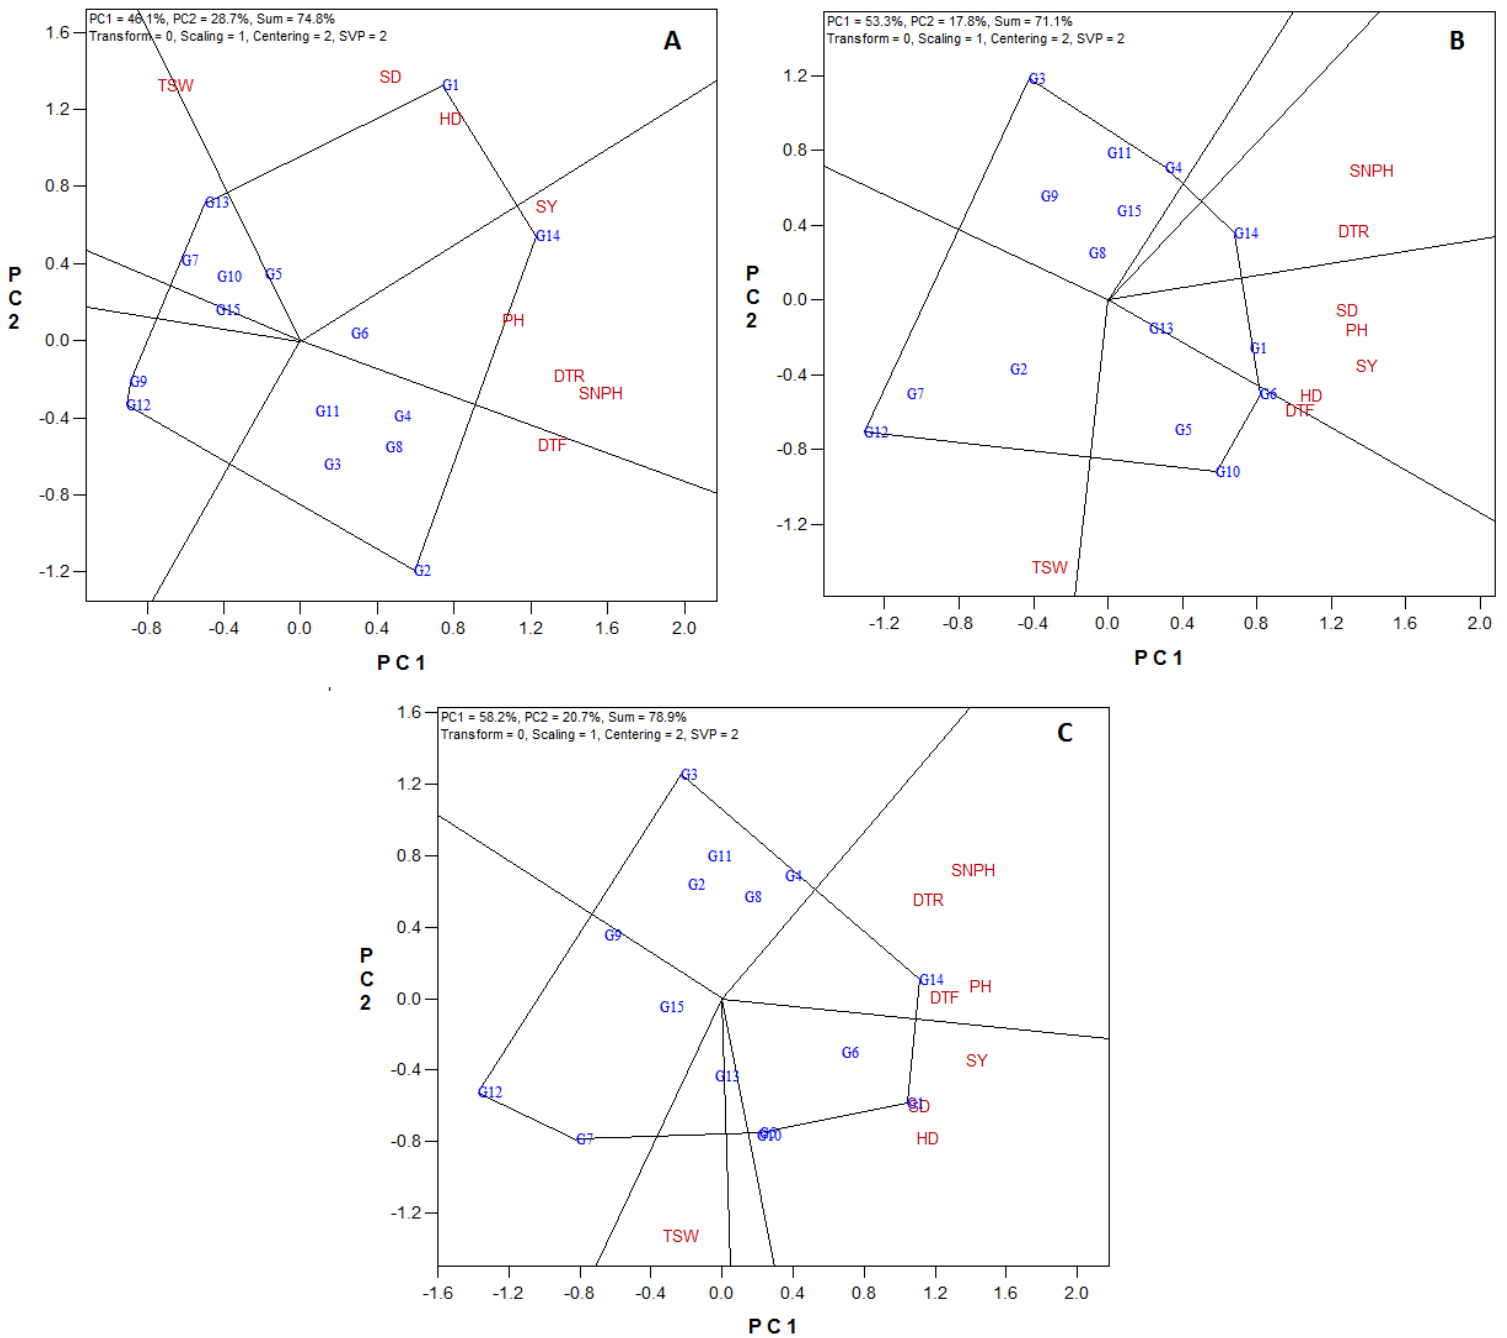 PC1 = 46.1%, PC2 = 28.7%, Sum = 74.8%
Transform = 0, Scaling = 1, Centering = 2, SVP = 2
A
1.6
1.2
0.8
0.4
0.0
-0.4
-0.8
-1.2
P
C
2
TSW
SD
G1
HD
G13
SY
G14
G7
G10
G5
G15
G6
PH
G9
G12
DTR
SNPH
G11
G4
G8
DTF
G3
G2
-0.8
-0.4
0.0
0.4
0.8
1.2
1.6
2.0
P C 1
PC1 = 53.3%, PC2 = 17.8%, Sum = 71.1%
Transform = 0, Scaling = 1, Centering = 2, SVP = 2
B
1.2
0.8
0.4
0.0
-0.4
-0.8
-1.2
P
C
2
G3
G11
G4
SNPH
G9
G15
G14
DTR
G8
SD
G13
PH
G1
G2
SY
G7
G6
HD
DTF
G12
G5
G10
TSW
-1.2
-0.8
-0.4
0.0
0.4
0.8
1.2
1.6
2.0
P C 1
PC1 = 58.2%, PC2 = 20.7%, Sum = 78.9%
Transform = 0, Scaling = 1, Centering = 2, SVP = 2
C
1.6
1.2
0.8
0.4
0.0
-0.4
-0.8
-1.2
P
C
2
G3
G11
G2
G8
G4
SNPH
DTR
G9
G14
PH
DTF
G15
G6
SY
G13
G12
G1
SD
G7
G10
HD
TSW
-1.6
-1.2
-0.8
-0.4
0.0
0.4
0.8
1.2
1.6
2.0
P C 1